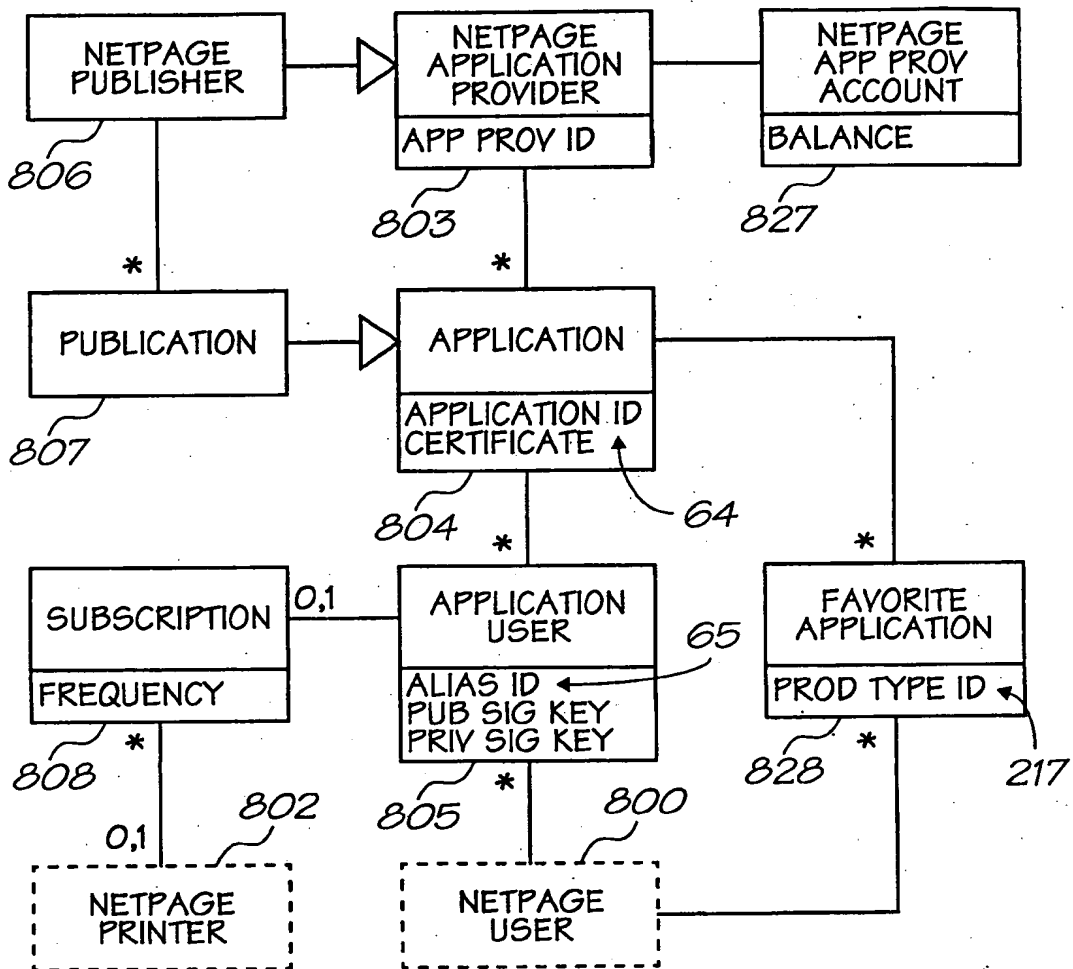 NETPAGE
PUBLISHER
NETPAGE
APPLICATION
PROVIDER
APP PROV ID
NETPAGE
APP PROV
ACCOUNT
BALANCE
806
803
827
*
*
PUBLICATION
APPLICATION
APPLICATION ID
CERTIFICATE
807
804
64
*
*
SUBSCRIPTION
FREQUENCY
0,1
APPLICATION
USER
ALIAS ID
PUB SIG KEY
PRIV SIG KEY
65
FAVORITE
APPLICATION
PROD TYPE ID
808
*
805
*
828
*
217
802
800
0,1
NETPAGE
PRINTER
NETPAGE
USER